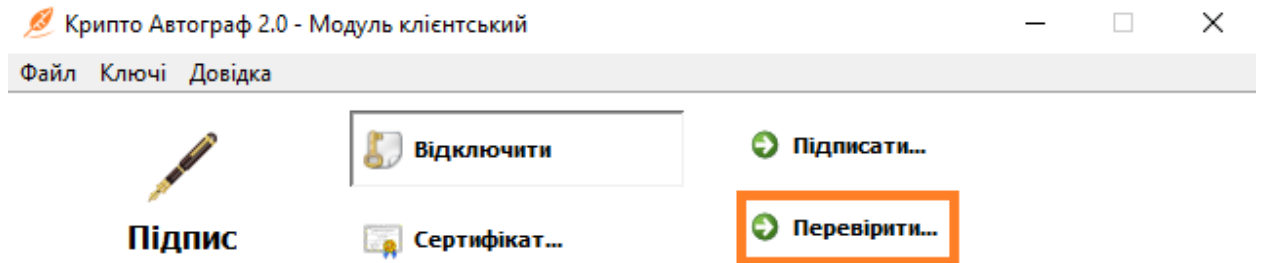 Крипто Автограф 2.0 - Модуль клієнтський
Файл Ключі Довідка
Відключити
Підписати...
Підпис
Сертифікат...
Перевірити...